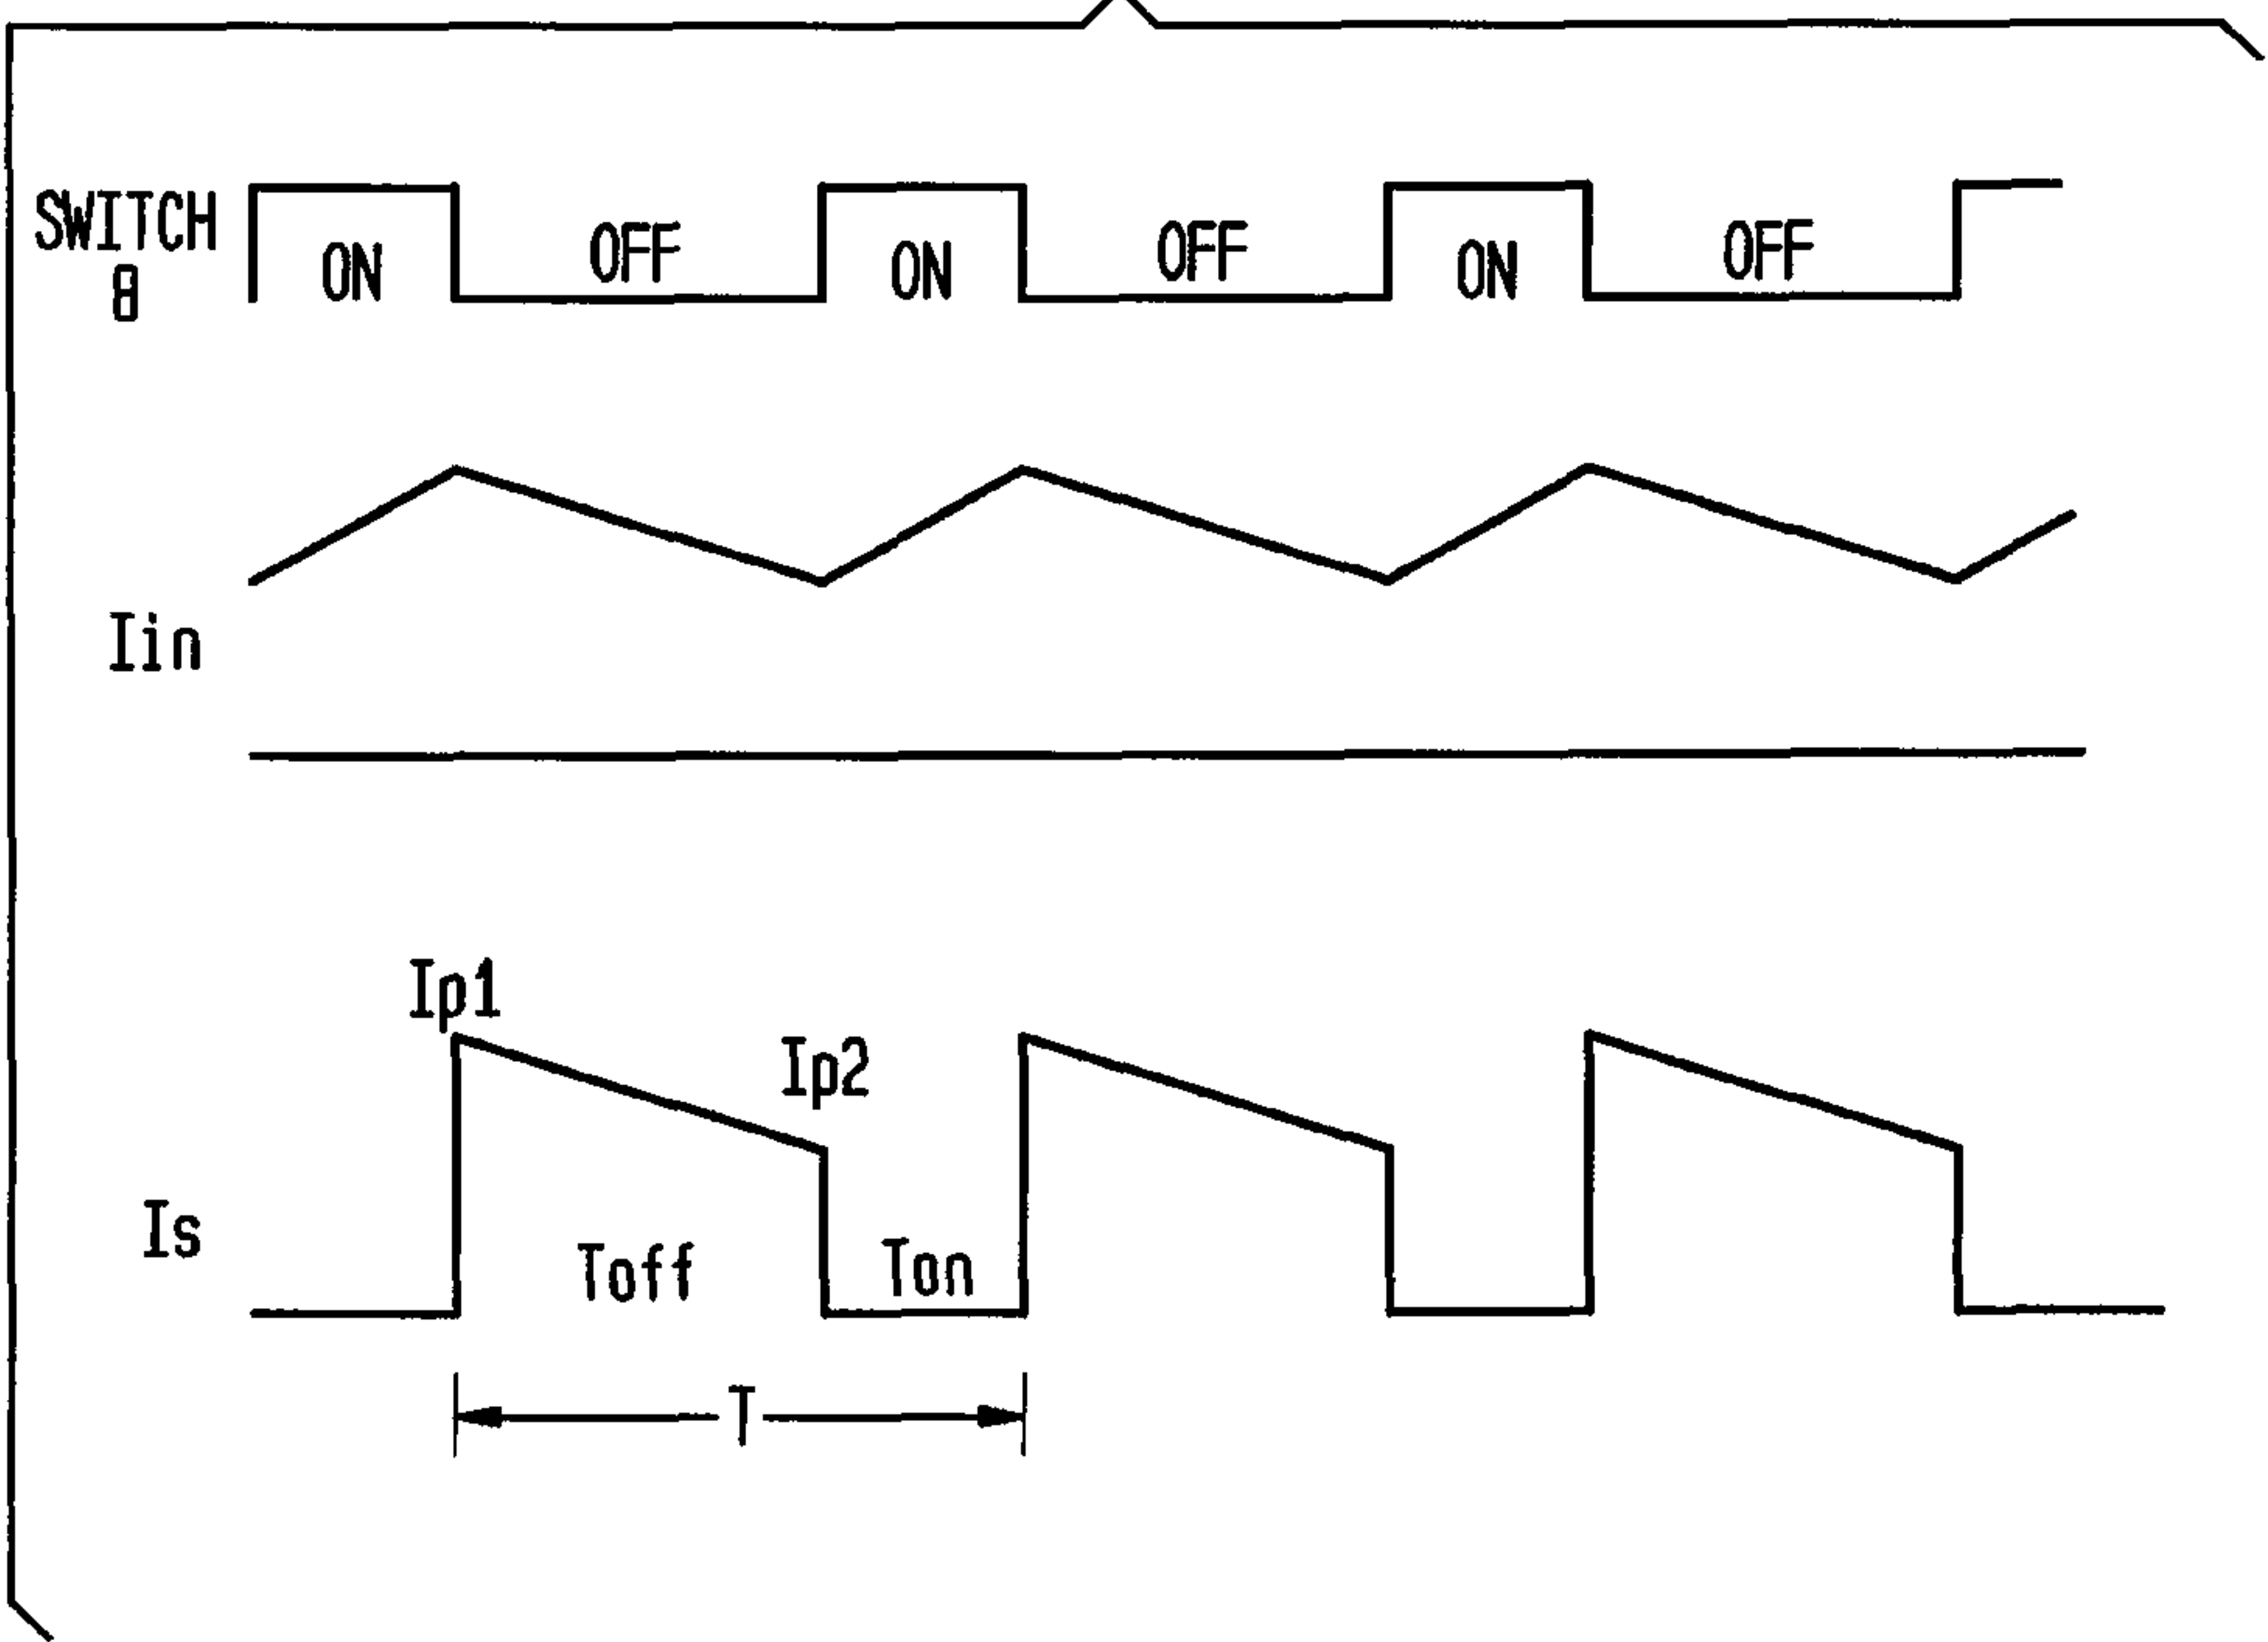 SWITCH
8
ON
OFF
ON
OFF
ON
OFF
Iin
Ip1
Ip2
Is
Toff
Ton
T